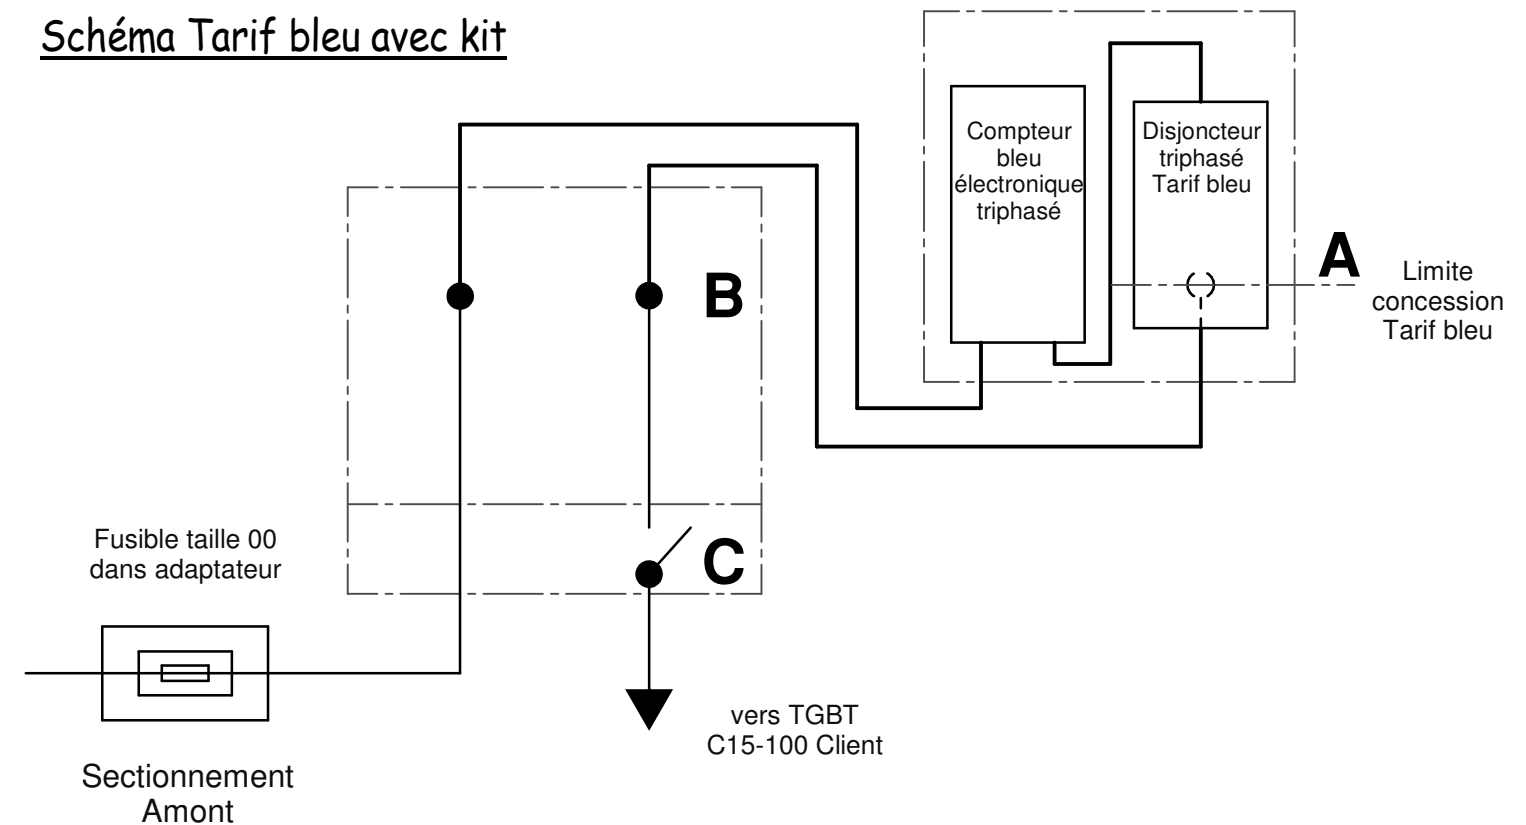 Schéma Tarif bleu avec kit
Compteur
bleu
électronique
triphasé
Disjoncteur
triphasé
Tarif bleu
A
Limite
concession
Tarif bleu
B
Fusible taille 00
dans adaptateur
C
Sectionnement
Amont
vers TGBT
C15-100 Client